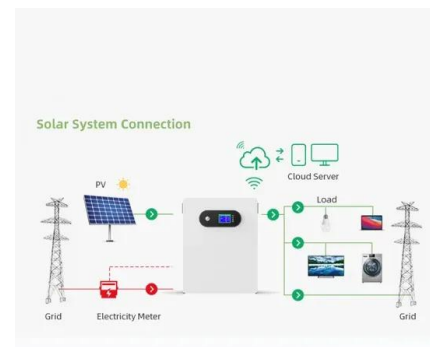 Solar System Connection
Cloud Server
PV
Load
Grid
Electricity Meter
Grid